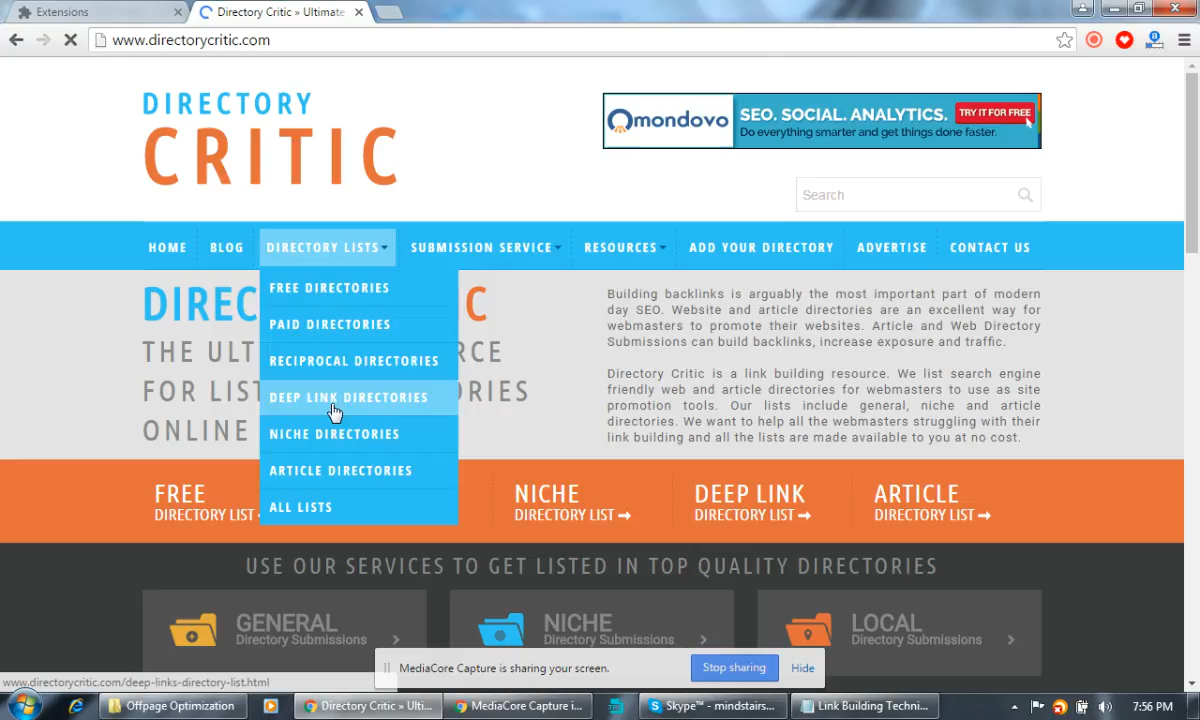 Extensions
Directory Critic » Ultimate
www.directorycritic.com
DIRECTORY
CRITIC
mondovo
SEO. SOCIAL. ANALYTICS.
TRY IT FOR FREE
Do everything smarter and get things done faster.
Search
HOME
BLOG
DIRECTORY LISTS
SUBMISSION SERVICE
RESOURCES
ADD YOUR DIRECTORY
ADVERTISE
CONTACT US
FREE DIRECTORIES
PAID DIRECTORIES
RECIPROCAL DIRECTORIES
DEEP LINK DIRECTORIES
NICHE DIRECTORIES
ARTICLE DIRECTORIES
ALL LISTS
DIREC C
THE ULT RCE
FOR LIS RIES
ONLINE
Building backlinks is arguably the most important part of modern
day SEO. Website and article directories are an excellent way for
webmasters to promote their websites. Article and Web Directory
Submissions can build backlinks, increase exposure and traffic.
Directory Critic is a link building resource. We list search engine
friendly web and article directories for webmasters to use as site
promotion tools. Our lists include general, niche and article
directories. We want to help all the webmasters struggling with their
link building and all the lists are made available to you at no cost.
FREE
DIRECTORY LIST
NICHE
DIRECTORY LIST →
DEEP LINK
DIRECTORY LIST →
ARTICLE
DIRECTORY LIST →
USE OUR SERVICES TO GET LISTED IN TOP QUALITY DIRECTORIES
GENERAL
Directory Submissions
NICHE
Directory Submissions
LOCAL
Directory Submissions
MediaCore Capture is sharing your screen.
Stop sharing
Hide
www.directorycritic.com/deep-links-directory-list.html
Offpage Optimization
Directory Critic » Ulti...
MediaCore Capture i...
Skype™ - mindstairs...
Link Building Techni...
7:56 PM